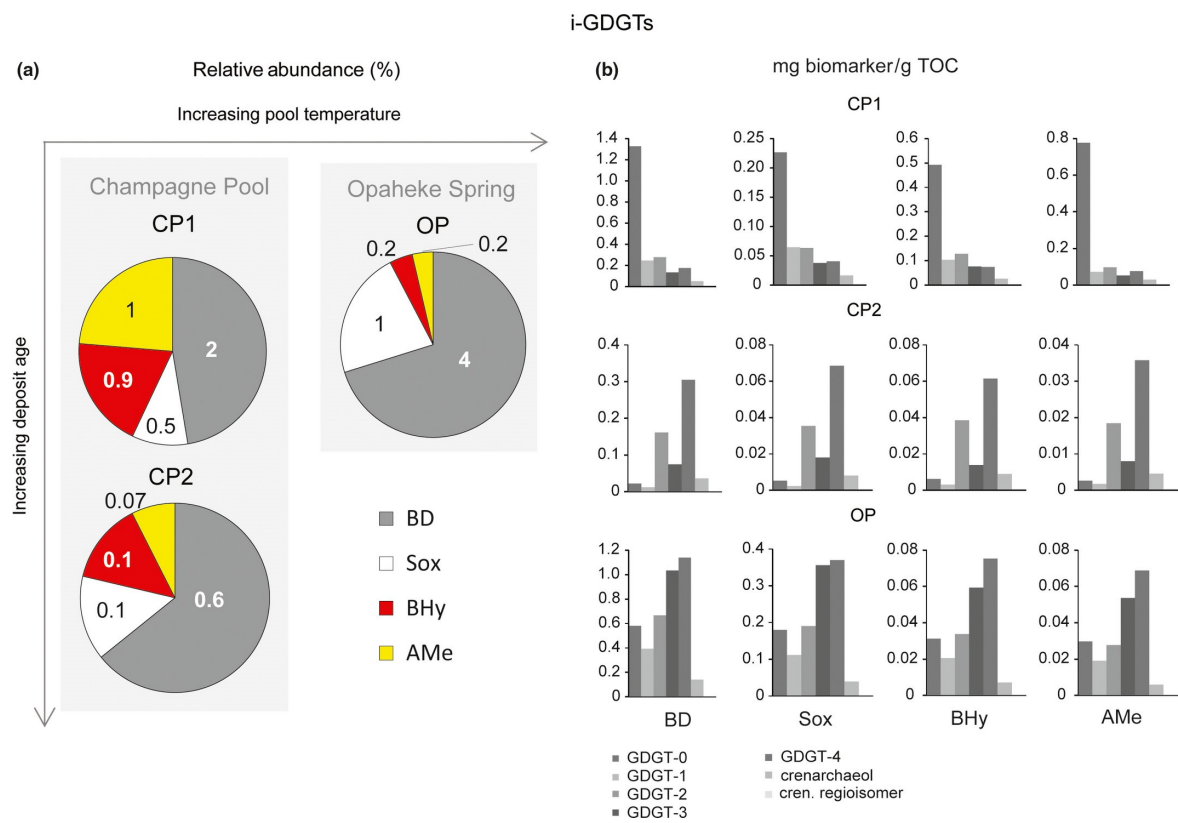 i-GDGTs
(a)
Relative abundance (%)
Increasing pool temperature
Increasing deposit age
Champagne Pool
CP1
1
2
0.9
0.5
CP2
0.07
0.1
0.1
0.6
Opaheke Spring
OP
0.2
0.2
1
4
BD
Sox
BHy
AMe
(b)
mg biomarker/g TOC
CP1
1.4
1.2
1.0
0.8
0.6
0.4
0.2
0
0.25
0.20
0.15
0.10
0.05
0
0.6
0.5
0.4
0.3
0.2
0.1
0
0.8
0.6
0.4
0.2
0
CP2
0.4
0.3
0.2
0.1
0
0.08
0.06
0.04
0.02
0
0.08
0.06
0.04
0.02
0
0.04
0.03
0.02
0.01
0
OP
1.2
1.0
0.8
0.6
0.4
0.2
0
0.4
0.3
0.2
0.1
0
0.08
0.06
0.04
0.02
0
0.08
0.06
0.04
0.02
0
BD
Sox
BHy
AMe
GDGT-0
GDGT-1
GDGT-2
GDGT-3
GDGT-4
crenarchaeol
cren. regioisomer